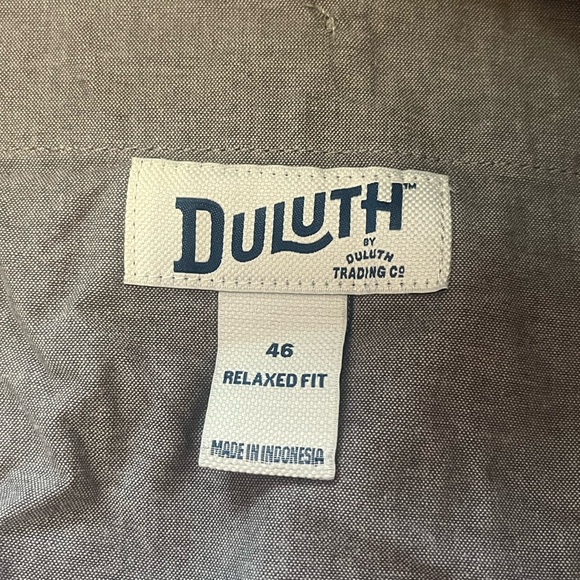 DULUTH™
BY
DULUTH
TRADING Cº
46
RELAXED FIT
MADE IN INDONESIA